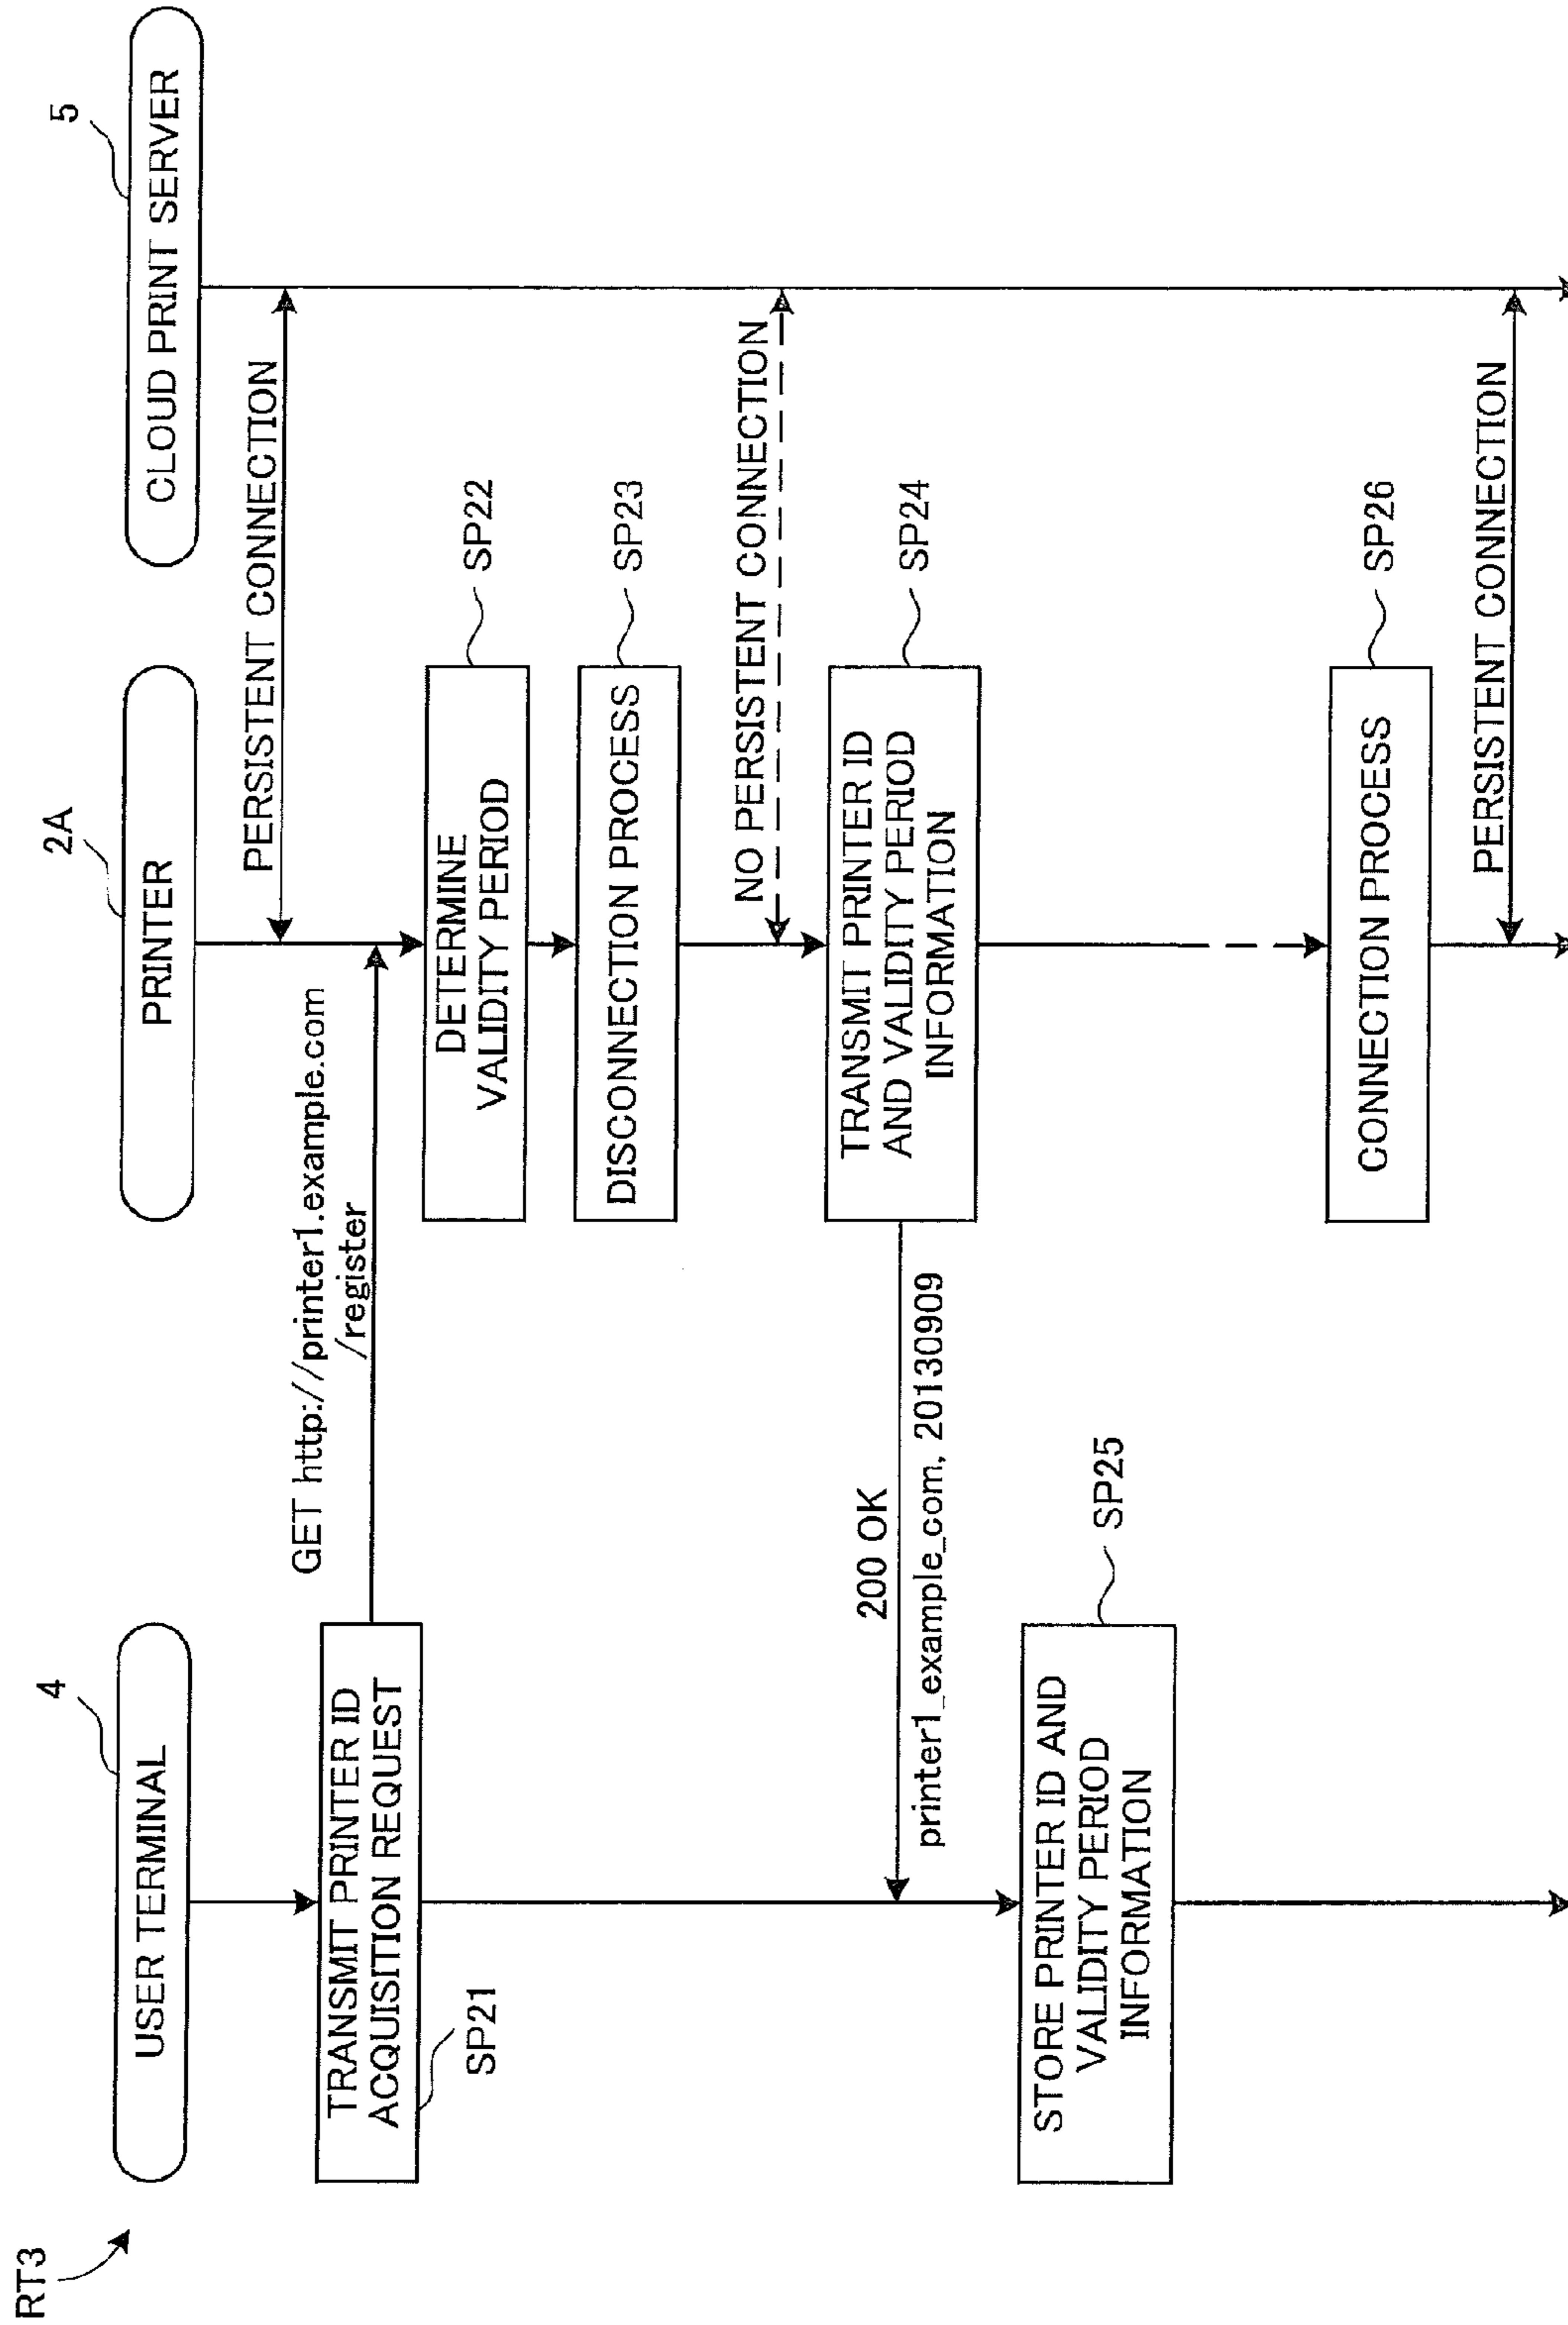 RT3
4
USER TERMINAL
2A
PRINTER
5
CLOUD PRINT SERVER
PERSISTENT CONNECTION
TRANSMIT PRINTER ID
ACQUISITION REQUEST
SP21
GET http://printer1.example.com
/register
DETERMINE
VALIDITY PERIOD
SP22
DISCONNECTION PROCESS
SP23
NO PERSISTENT CONNECTION
TRANSMIT PRINTER ID
AND VALIDITY PERIOD
INFORMATION
SP24
200 OK
printer1_example_com, 20130909
STORE PRINTER ID AND
VALIDITY PERIOD
INFORMATION
SP25
CONNECTION PROCESS
SP26
PERSISTENT CONNECTION